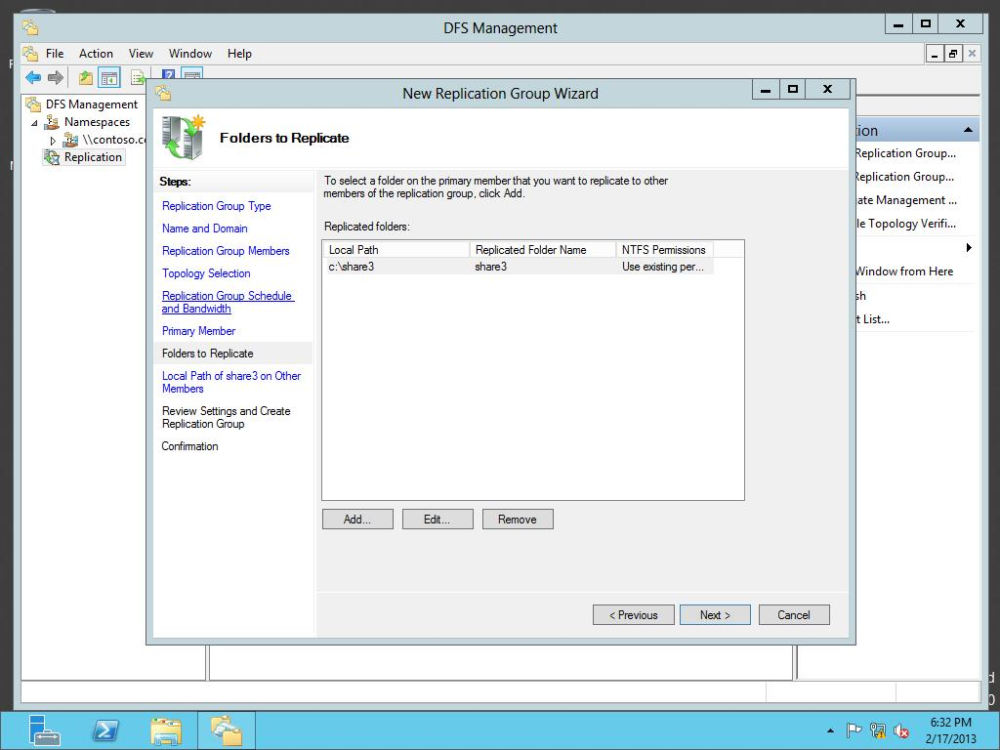 DFS Management
File Action View Window Help
DFS Management
Namespaces
\\contoso.c
Replication
New Replication Group Wizard
Folders to Replicate
Steps:
Replication Group Type
Name and Domain
Replication Group Members
Topology Selection
Replication Group Schedule
and Bandwidth
Primary Member
Folders to Replicate
Local Path of share3 on Other
Members
Review Settings and Create
Replication Group
Confirmation
To select a folder on the primary member that you want to replicate to other
members of the replication group, click Add.
Replicated folders:
Local Path Replicated Folder Name NTFS Permissions
c:\share3 share3 Use existing per...
Add... Edit... Remove
< Previous Next > Cancel
tion
Replication Group...
Replication Group...
ate Management ...
le Topology Verifi...
Window from Here
sh
t List...
d
0
6:32 PM
2/17/2013